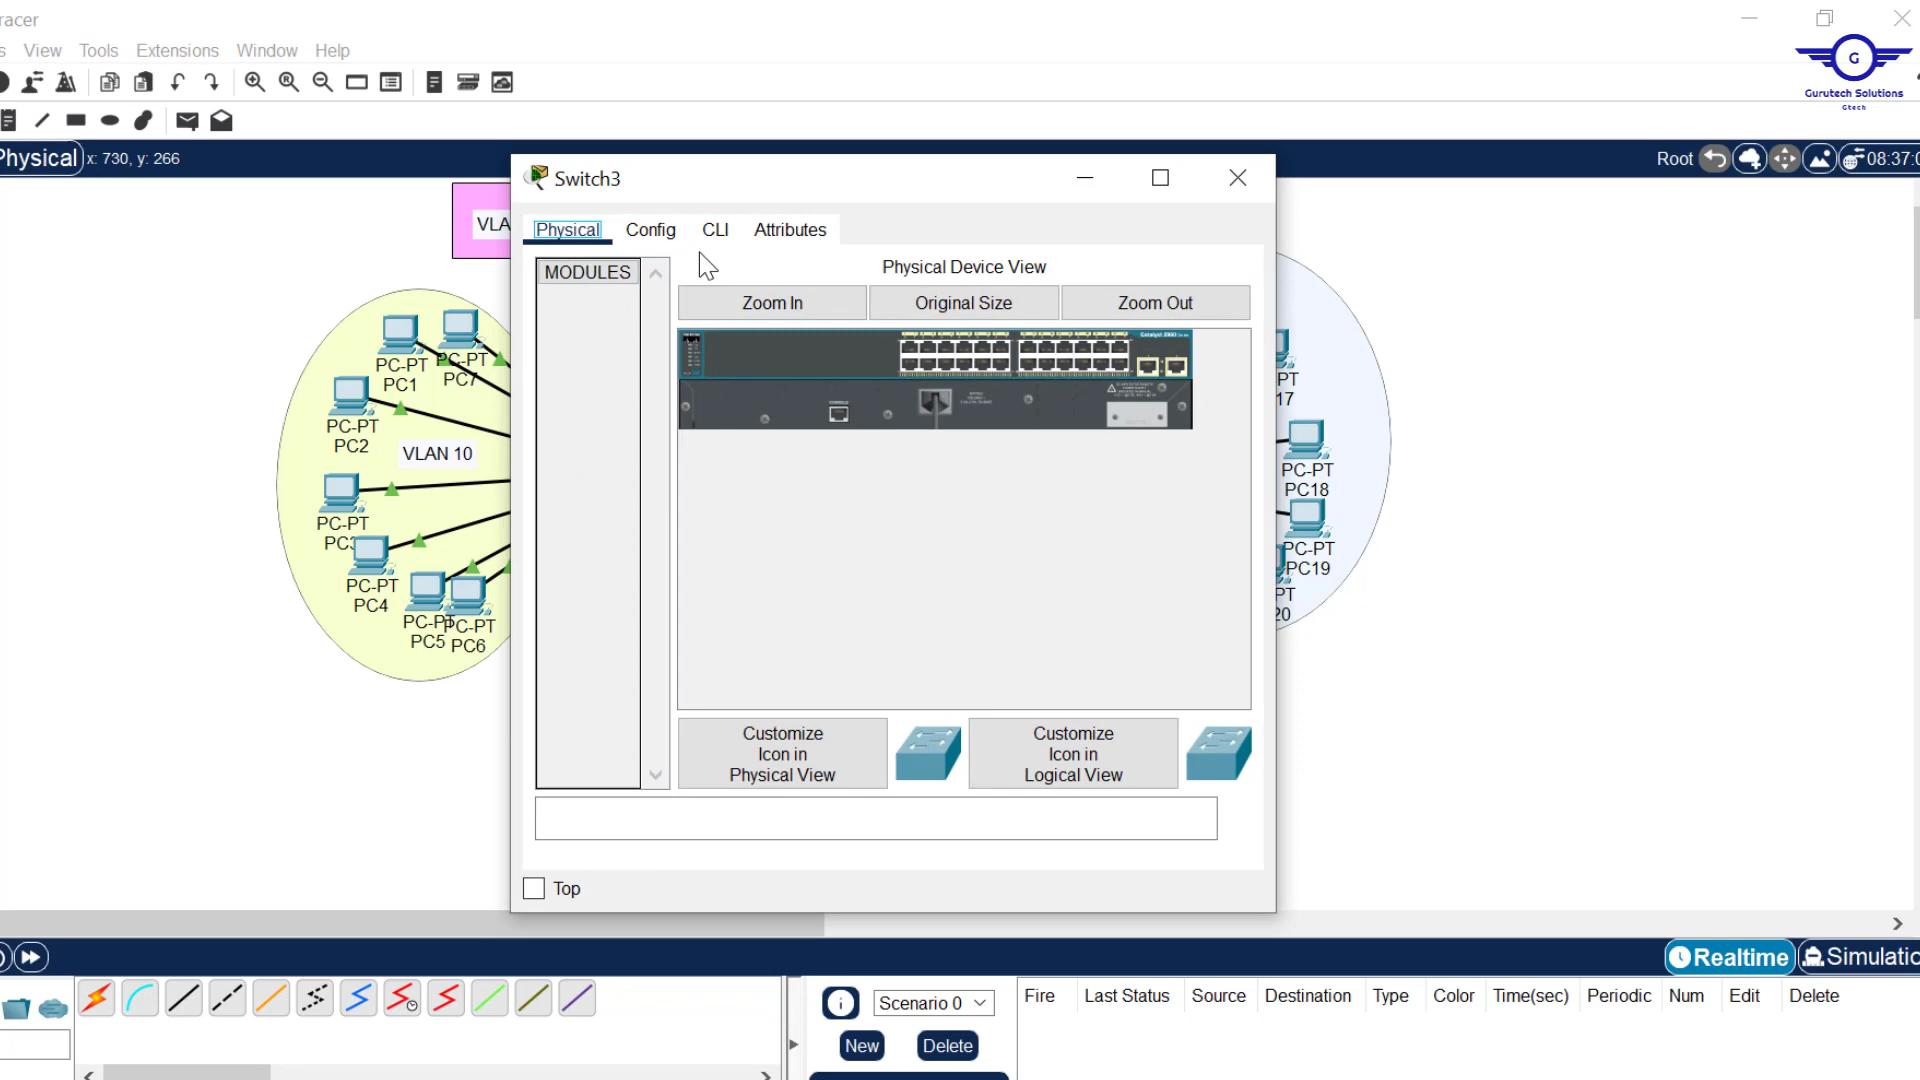 racer
s View Tools Extensions Window Help
G
Gurutech Solutions
Gtech
Physical x: 730, y: 266
Root 08:37:0
Switch3
Physical Config CLI Attributes
MODULES
Physical Device View
Zoom In Original Size Zoom Out
Customize
Icon in
Physical View
Customize
Icon in
Logical View
Top
VLA
PC-PT
PC1
PC-PT
PC7
PC-PT
PC2
VLAN 10
PC-PT
PC3
PC-PT
PC4
PC-PT
PC5
PC-PT
PC6
PT
17
PC-PT
PC18
PC-PT
PC19
PT
20
Realtime Simulatio
Scenario 0
New Delete
Fire Last Status Source Destination Type Color Time(sec) Periodic Num Edit Delete